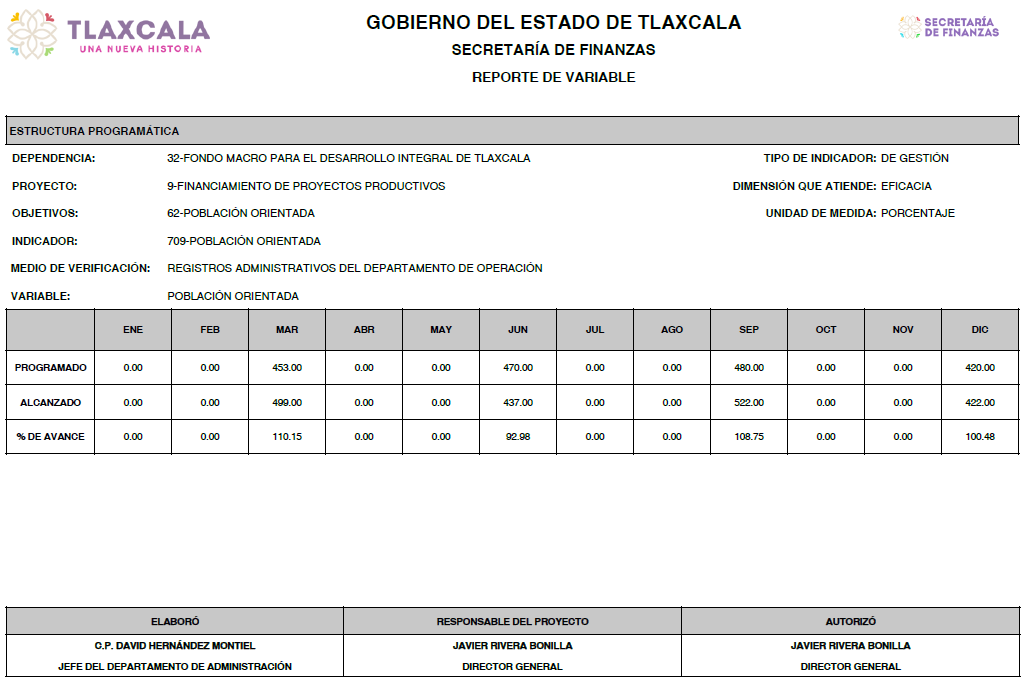 TLAXCALA
UNA NUEVA HISTORIA
GOBIERNO DEL ESTADO DE TLAXCALA
SECRETARÍA DE FINANZAS
REPORTE DE VARIABLE
SECRETARÍA
DE FINANZAS
ESTRUCTURA PROGRAMÁTICA
DEPENDENCIA: 32-FONDO MACRO PARA EL DESARROLLO INTEGRAL DE TLAXCALA TIPO DE INDICADOR: DE GESTIÓN
PROYECTO: 9-FINANCIAMIENTO DE PROYECTOS PRODUCTIVOS DIMENSIÓN QUE ATIENDE: EFICACIA
OBJETIVOS: 62-POBLACIÓN ORIENTADA UNIDAD DE MEDIDA: PORCENTAJE
INDICADOR: 709-POBLACIÓN ORIENTADA
MEDIO DE VERIFICACIÓN: REGISTROS ADMINISTRATIVOS DEL DEPARTAMENTO DE OPERACIÓN
VARIABLE: POBLACIÓN ORIENTADA
ENE FEB MAR ABR MAY JUN JUL AGO SEP OCT NOV DIC
PROGRAMADO 0.00 0.00 453.00 0.00 0.00 470.00 0.00 0.00 480.00 0.00 0.00 420.00
ALCANZADO 0.00 0.00 499.00 0.00 0.00 437.00 0.00 0.00 522.00 0.00 0.00 422.00
% DE AVANCE 0.00 0.00 110.15 0.00 0.00 92.98 0.00 0.00 108.75 0.00 0.00 100.48
ELABORÓ RESPONSABLE DEL PROYECTO AUTORIZÓ
C.P. DAVID HERNÁNDEZ MONTIEL JAVIER RIVERA BONILLA JAVIER RIVERA BONILLA
JEFE DEL DEPARTAMENTO DE ADMINISTRACIÓN DIRECTOR GENERAL DIRECTOR GENERAL